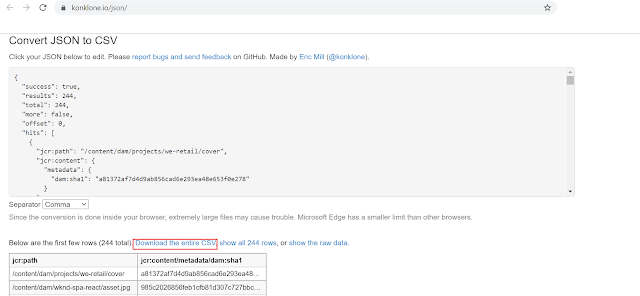 konklone.io/json/
Convert JSON to CSV
Click your JSON below to edit. Please report bugs and send feedback on GitHub. Made by Eric Mill (@konklone).
{
"success": true,
"results": 244,
"total": 244,
"more": false,
"offset": 0,
"hits": [
{
"jcr:path": "/content/dam/projects/we-retail/cover",
"jcr:content": {
"metadata": {
"dam:sha1": "a81372af7d4d9ab856cad6e293ea48e653f0e278"
}
Separator Comma
Since the conversion is done inside your browser, extremely large files may cause trouble. Microsoft Edge has a smaller limit than other browsers.
Below are the first few rows (244 total). Download the entire CSV, show all 244 rows, or show the raw data.
jcr:path jcr:content/metadata/dam:sha1
/content/dam/projects/we-retail/cover a81372af7d4d9ab856cad6e293ea48...
/content/dam/wknd-spa-react/asset.jpg 985c2026856feb1cfb81d307c727bbc...